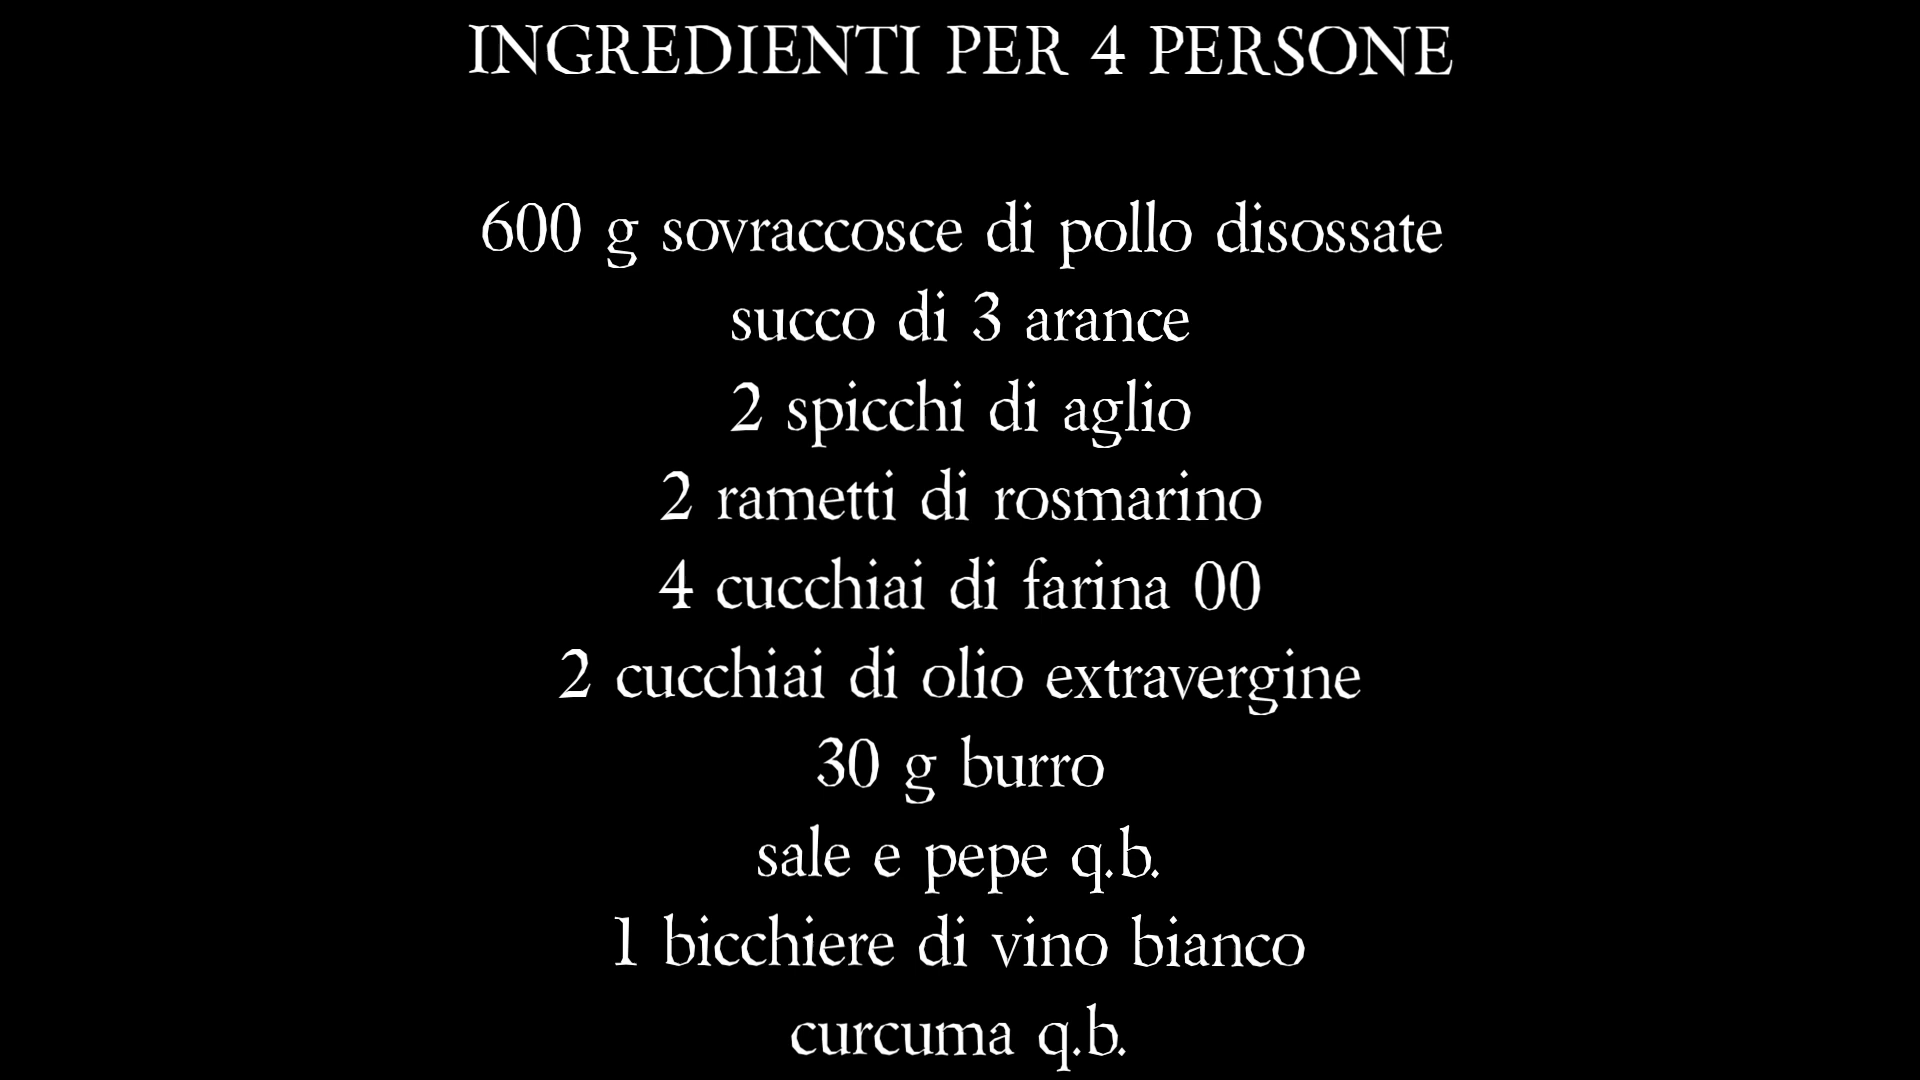 INGREDIENTI PER 4 PERSONE
600 g sovraccosce di pollo disossate
succo di 3 arance
2 spicchi di aglio
2 rametti di rosmarino
4 cucchiai di farina 00
2 cucchiai di olio extravergine
30 g burro
sale e pepe q.b.
1 bicchiere di vino bianco
curcuma q.b.